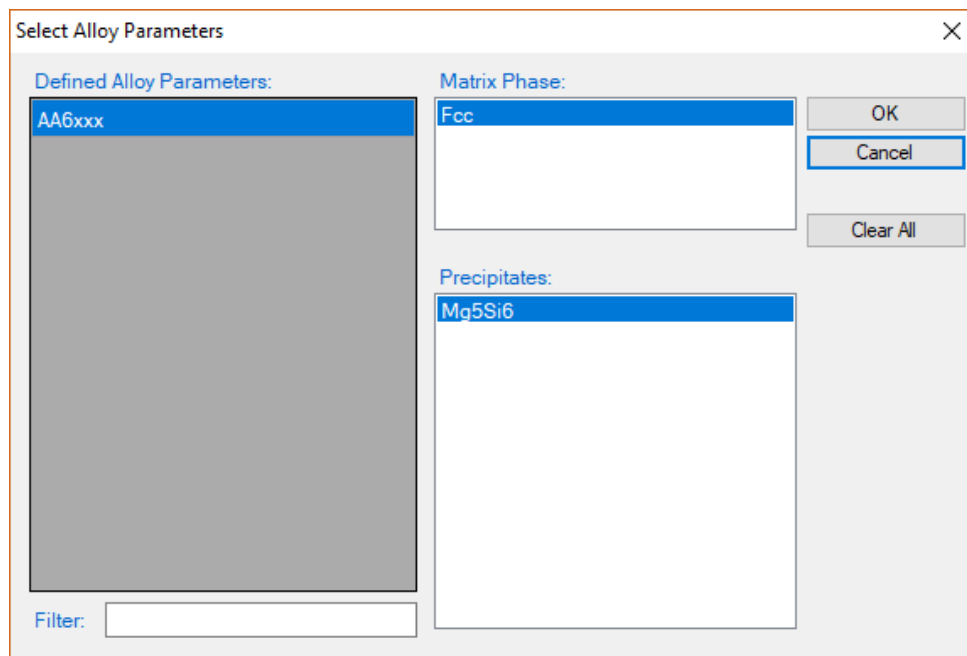 Select Alloy Parameters
Defined Alloy Parameters:
AA6xxx
Filter:
Matrix Phase:
Fcc
Precipitates:
Mg5Si6
OK
Cancel
Clear All